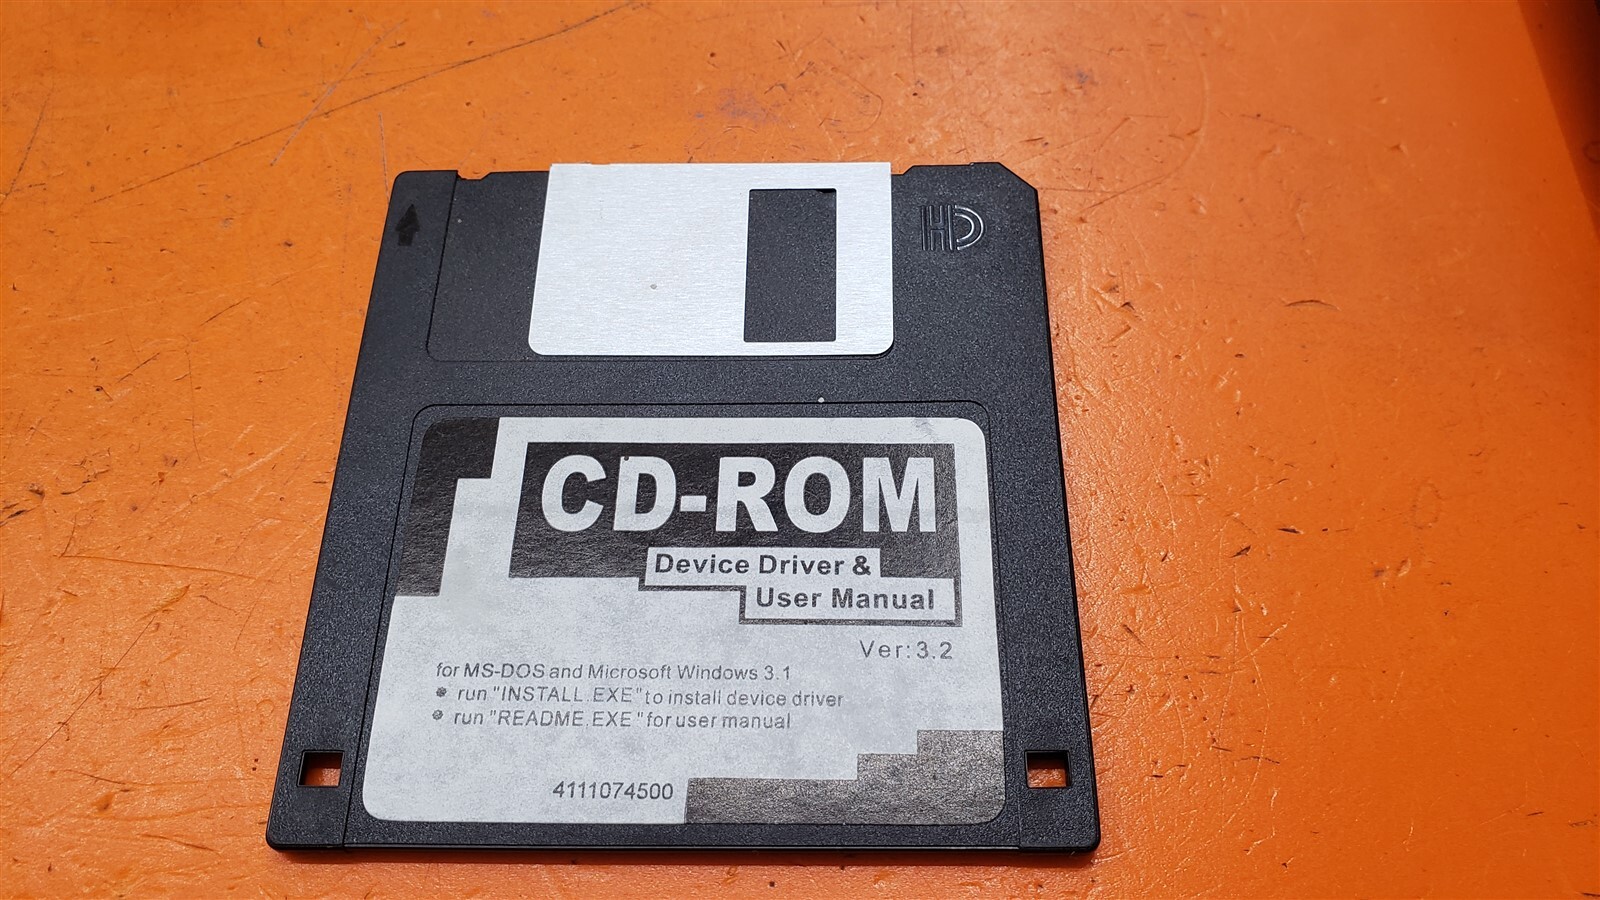 HD
CD-ROM
Device Driver &
User Manual
Ver:3.2
for MS-DOS and Microsoft Windows 3.1
run "INSTALL.EXE" to install device driver
run "README.EXE" for user manual
4111074500